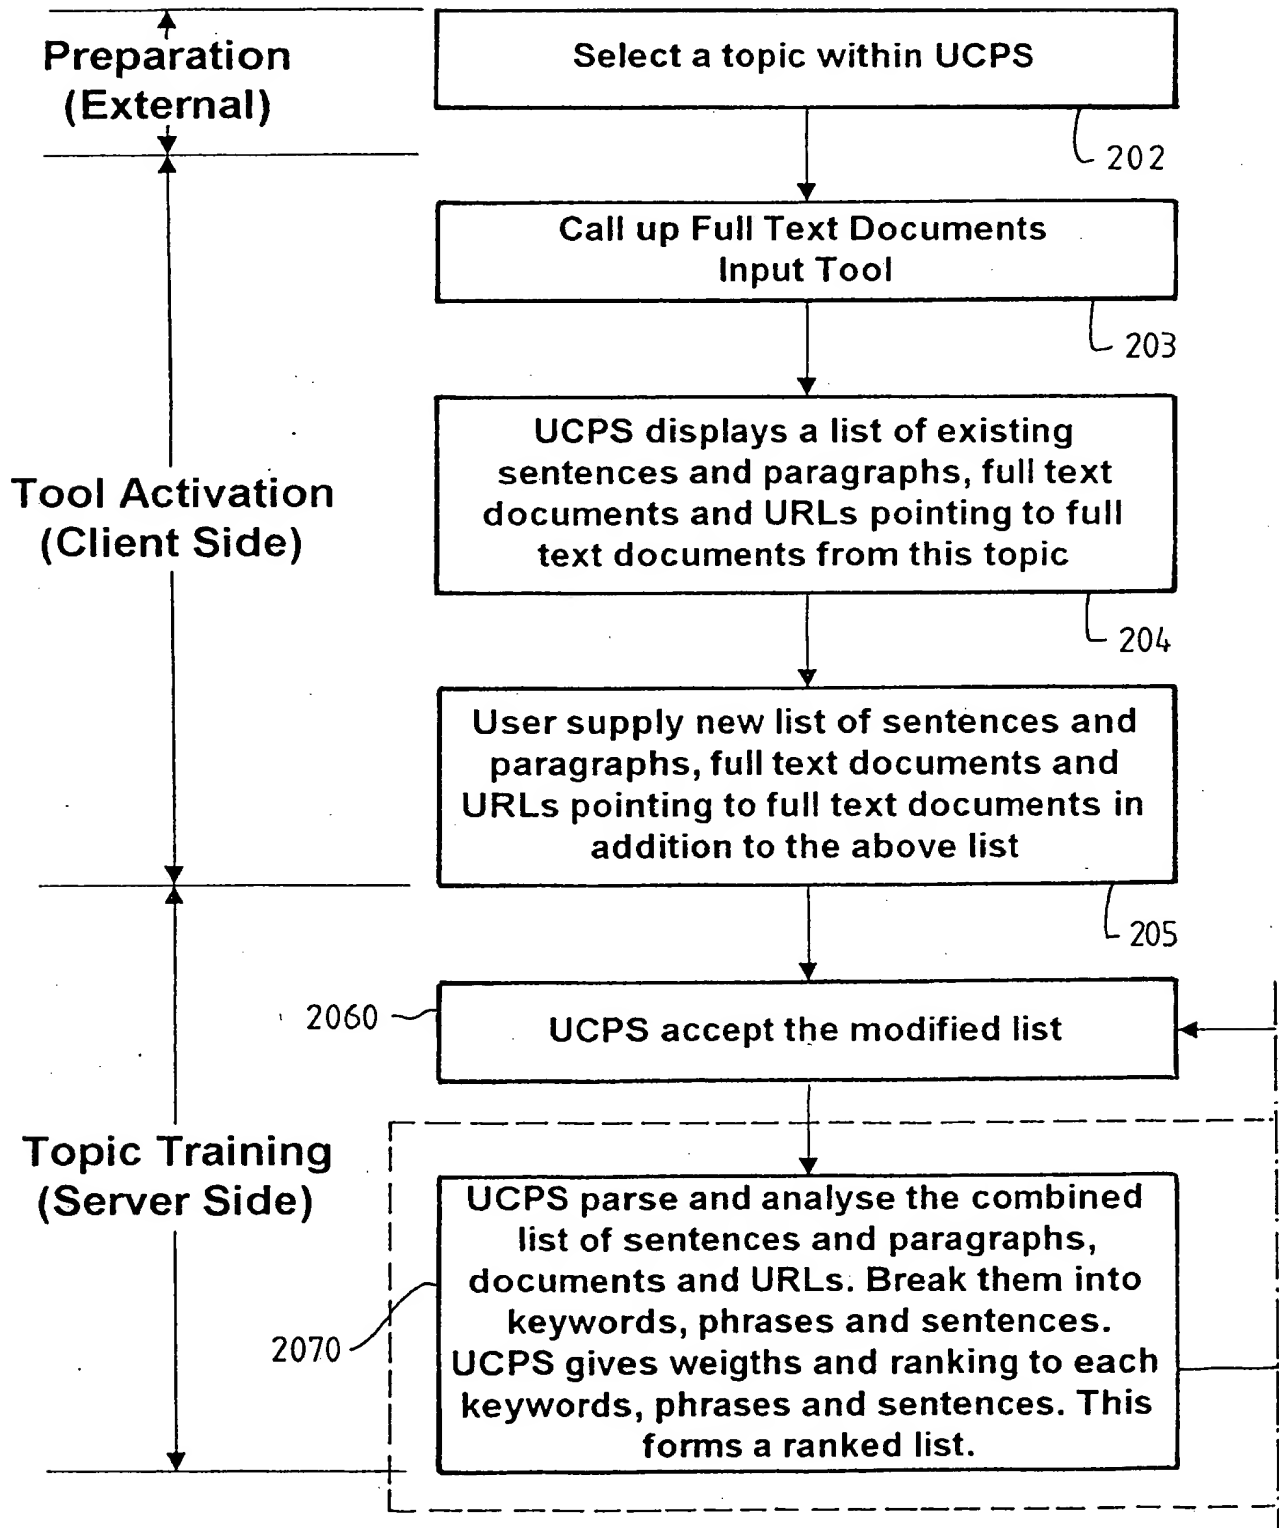 Preparation
(External)
Select a topic within UCPS
202
Call up Full Text Documents
Input Tool
203
Tool Activation
(Client Side)
UCPS displays a list of existing
sentences and paragraphs, full text
documents and URLs pointing to full
text documents from this topic
204
User supply new list of sentences and
paragraphs, full text documents and
URLs pointing to full text documents in
addition to the above list
205
2060
UCPS accept the modified list
Topic Training
(Server Side)
UCPS parse and analyse the combined
list of sentences and paragraphs,
documents and URLs. Break them into
keywords, phrases and sentences.
UCPS gives weigths and ranking to each
keywords, phrases and sentences. This
forms a ranked list.
2070